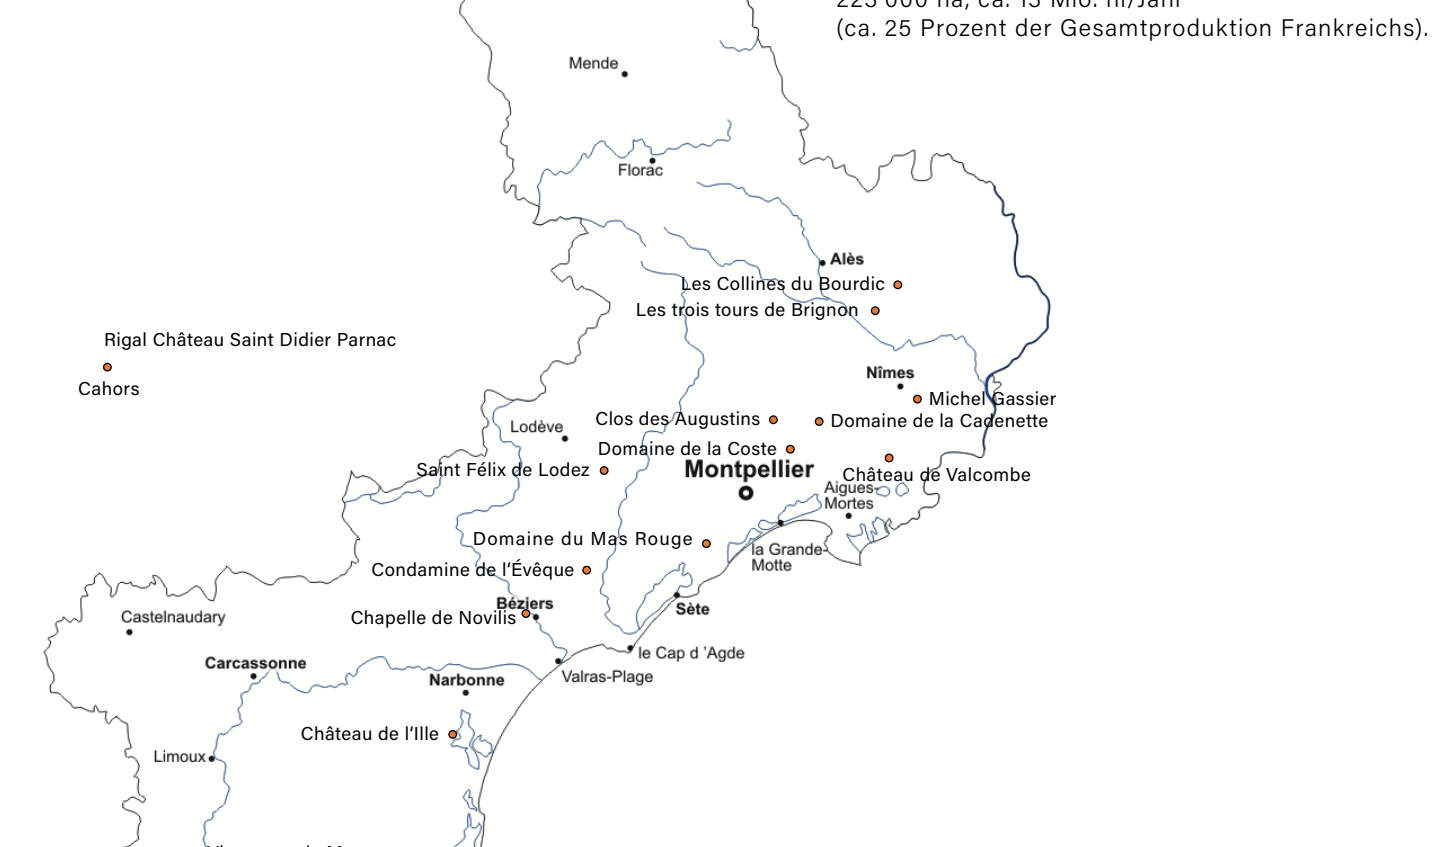 (ca. 25 Prozent der Gesamtproduktion Frankreichs).
Mende
Florac
Alès
Les Collines du Bourdic
Les trois tours de Brignon
Rigal Château Saint Didier Parnac
Cahors
Nîmes
Michel Gassier
Clos des Augustins
Domaine de la Cadenette
Lodève
Domaine de la Coste
Saint Félix de Lodez
Montpellier
Château de Valcombe
Aigues-
Mortes
Domaine du Mas Rouge
la Grande-
Motte
Condamine de l’Évêque
Béziers
Sète
Chapelle de Novilis
Castelnaudary
le Cap d ’Agde
Carcassonne
Valras-Plage
Narbonne
Château de l’Ille
Limoux